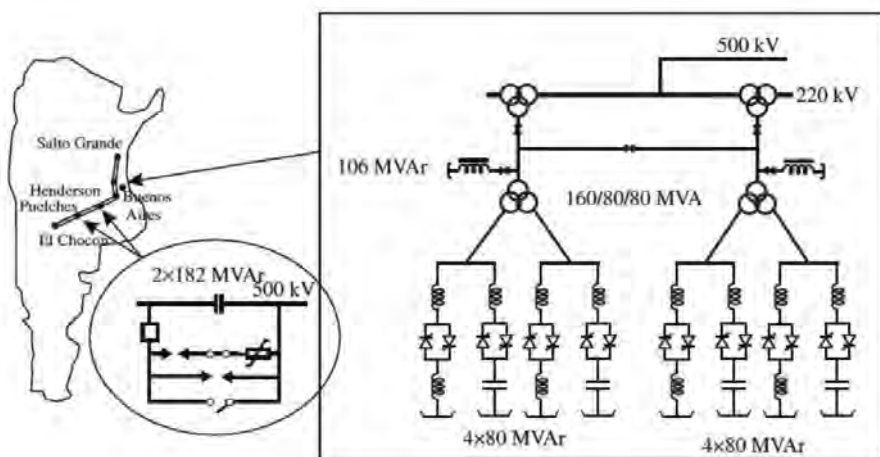 Salto Grande
Henderson
Puelches
Buenos
Aires
El Chocon
2×182 MVAr
500 kV
500 kV
220 kV
106 MVAr
160/80/80 MVA
4×80 MVAr
4×80 MVAr